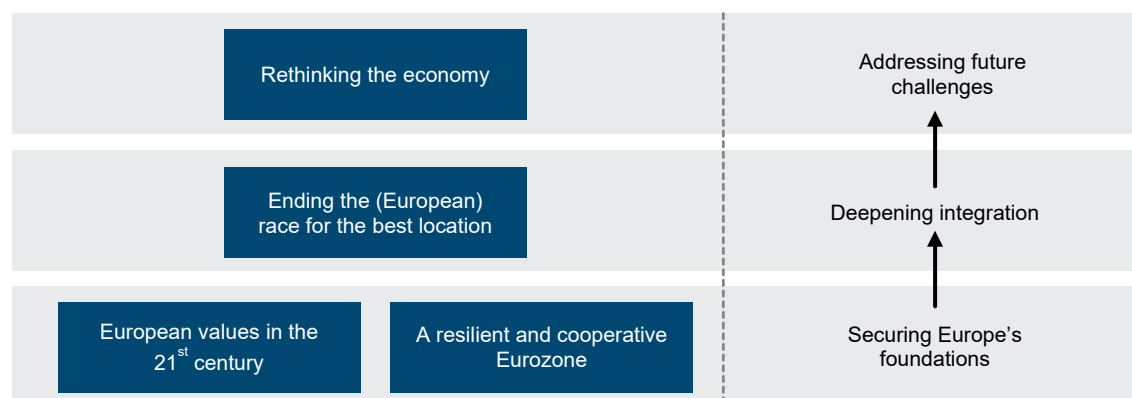 Rethinking the economy
Addressing future
challenges
Ending the (European)
race for the best location
Deepening integration
European values in the
21st century
A resilient and cooperative
Eurozone
Securing Europe’s
foundations